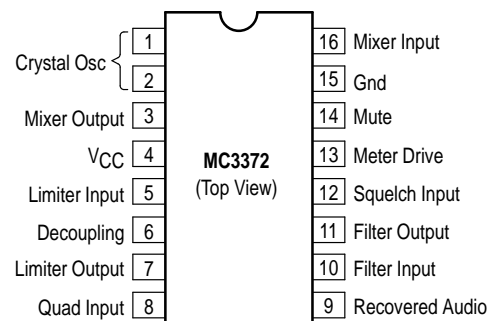 Crystal Osc
1
2
Mixer Output 3
VCC 4
Limiter Input 5
Decoupling 6
Limiter Output 7
Quad Input 8
MC3372
(Top View)
16 Mixer Input
15 Gnd
14 Mute
13 Meter Drive
12 Squelch Input
11 Filter Output
10 Filter Input
9 Recovered Audio